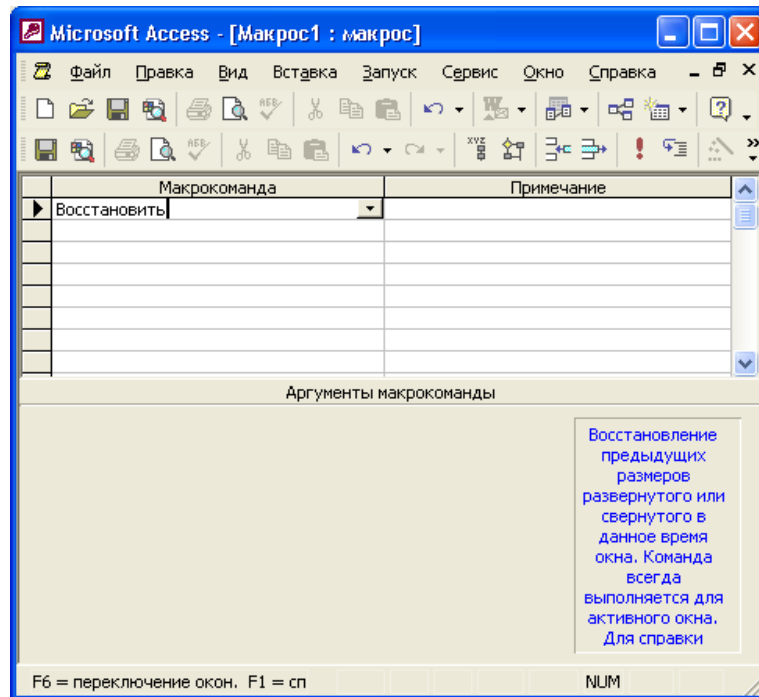 Microsoft Access - [Макрос1 : макрос]
Файл Правка Вид Вставка Запуск Сервис Окно Справка
Макрокоманда Примечание
Восстановить
Аргументы макрокоманды
Восстановление
предыдущих
размеров
развернутого или
свернутого в
данное время
окна. Команда
всегда
выполняется для
активного окна.
Для справки
F6 = переключение окон. F1 = сп NUM